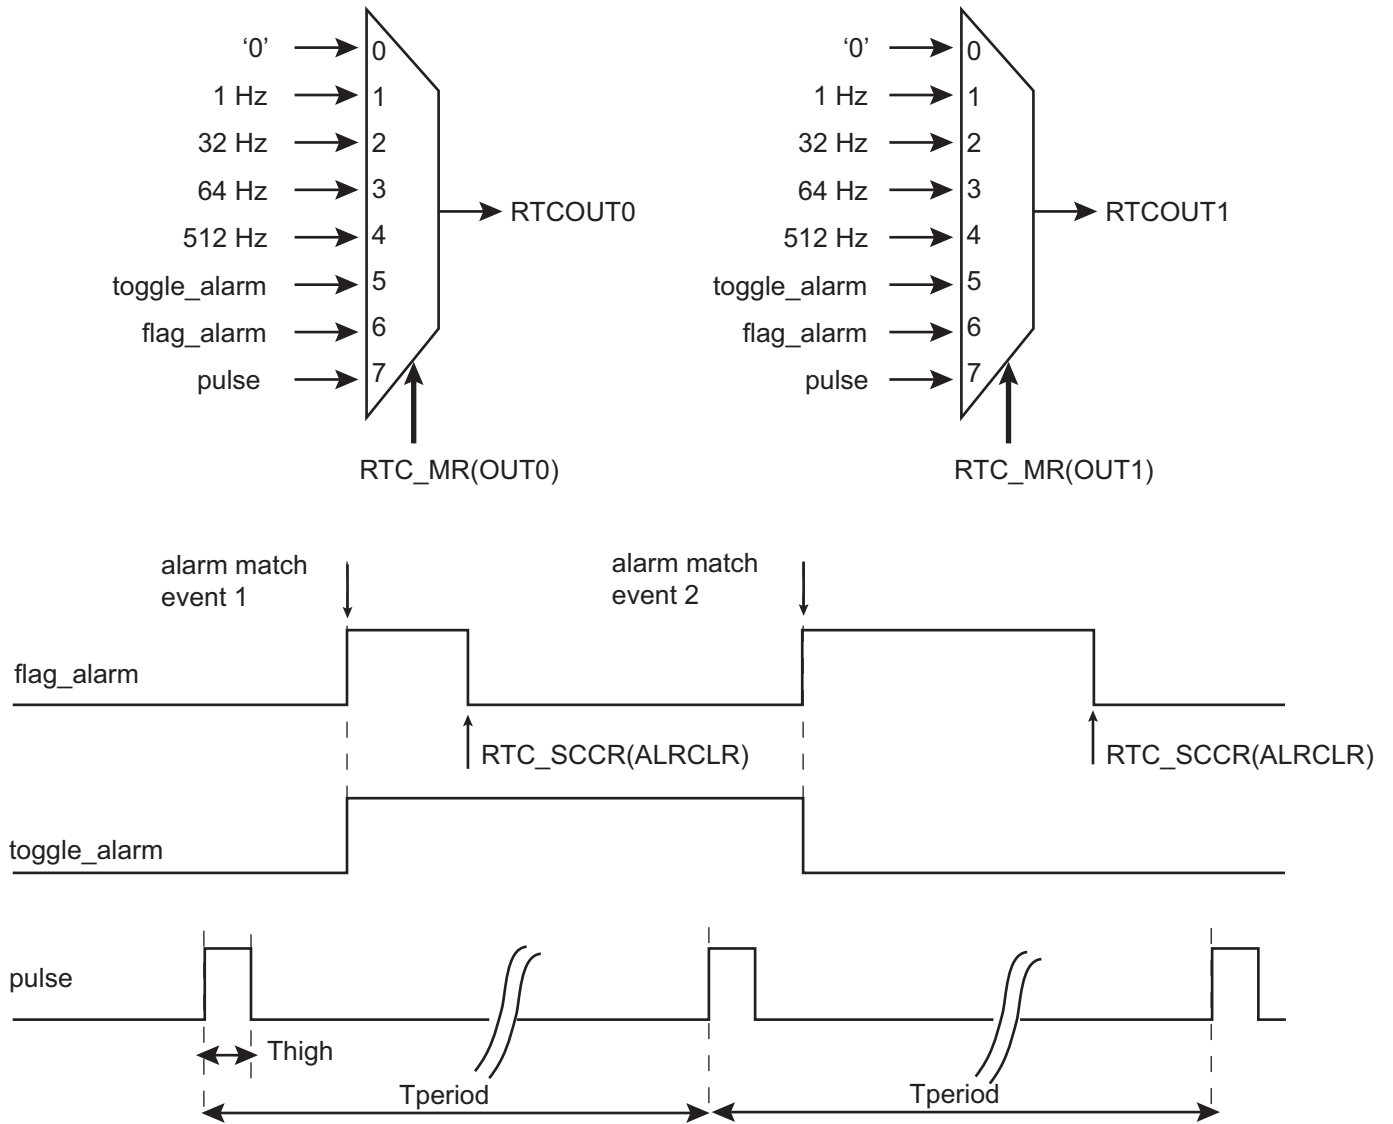 ‘0’
0
1 Hz
1
32 Hz
2
64 Hz
3
512 Hz
4
toggle_alarm
5
flag_alarm
6
pulse
7
RTCOUT0
RTC_MR(OUT0)
‘0’
0
1 Hz
1
32 Hz
2
64 Hz
3
512 Hz
4
toggle_alarm
5
flag_alarm
6
pulse
7
RTCOUT1
RTC_MR(OUT1)
alarm match
event 1
alarm match
event 2
flag_alarm
RTC_SCCR(ALRCLR)
RTC_SCCR(ALRCLR)
toggle_alarm
pulse
Thigh
Tperiod
Tperiod